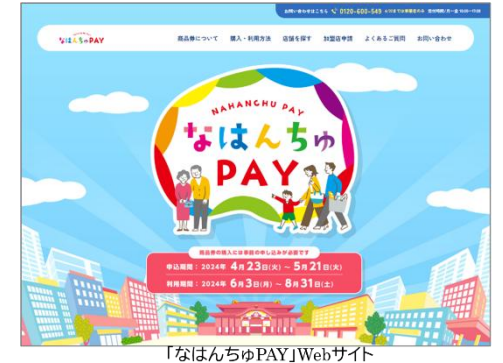 お問い合わせはこちら 0120-600-549
なはんちゅPAY 商品券について 購入・利用方法 店舗を探す 加盟店申請 よくあるご質問 お問い合わせ
NAHANCHU PAY
なはんちゅ
PAY
商品券の購入には事前の申し込みが必要です
申込期間：2024年 4月23日(火) ～ 5月21日(火)
利用期間：2024年 6月3日(月) ～ 8月31日(土)
「なはんちゅPAY」Webサイト